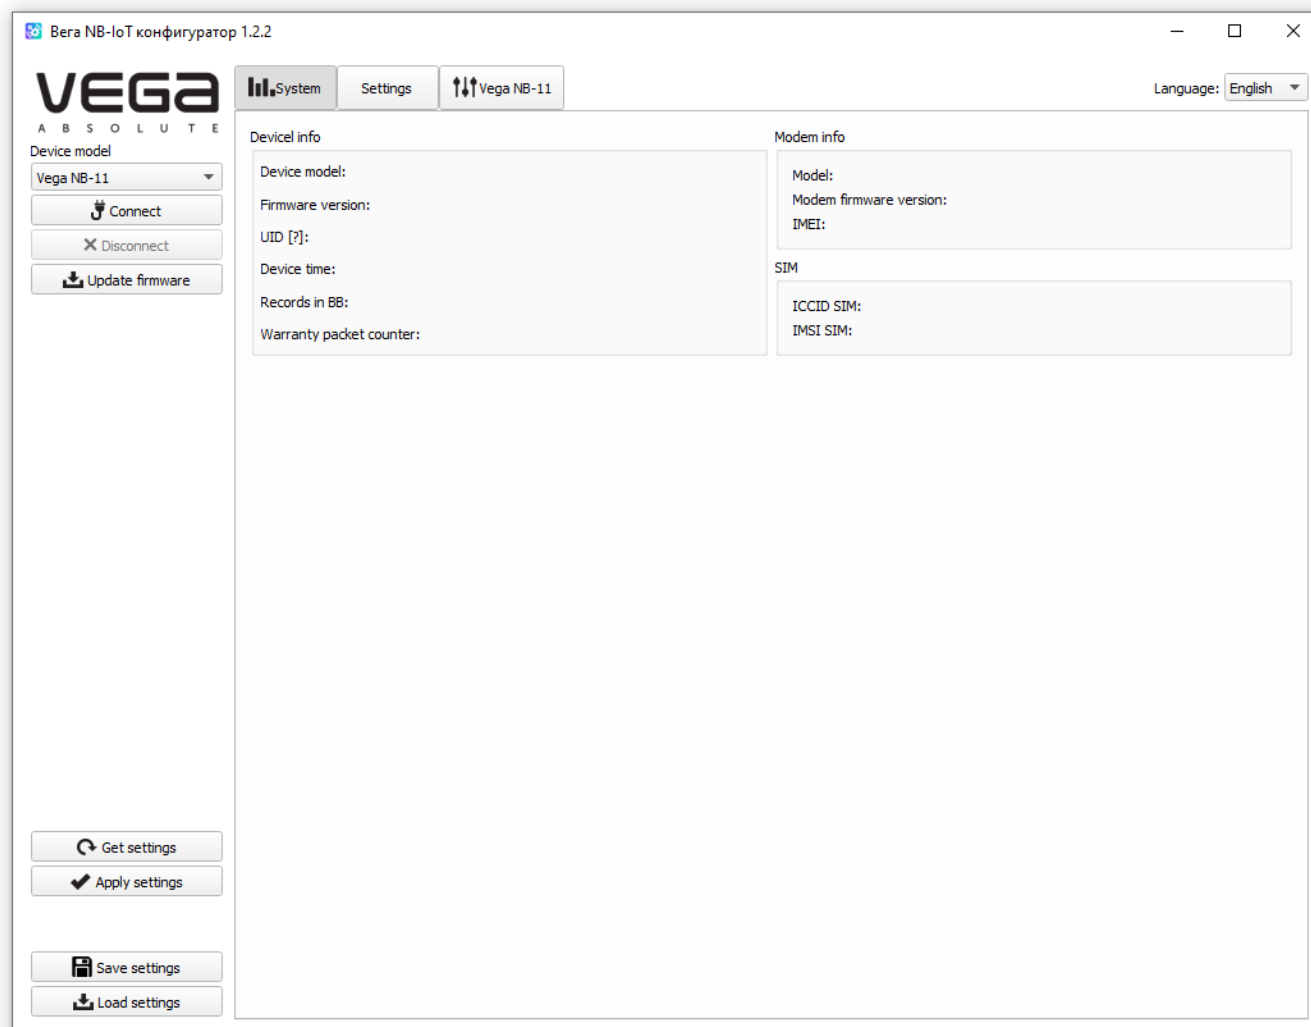 Вега NB-IoT конфигуратор 1.2.2
VEGA
ABSOLUTE
System
Settings
Vega NB-11
Language:
English
Device model
Vega NB-11
Connect
Disconnect
Update firmware
Devicel info
Device model:
Firmware version:
UID [?]:
Device time:
Records in BB:
Warranty packet counter:
Modem info
Model:
Modem firmware version:
IMEI:
SIM
ICCID SIM:
IMSI SIM:
Get settings
Apply settings
Save settings
Load settings